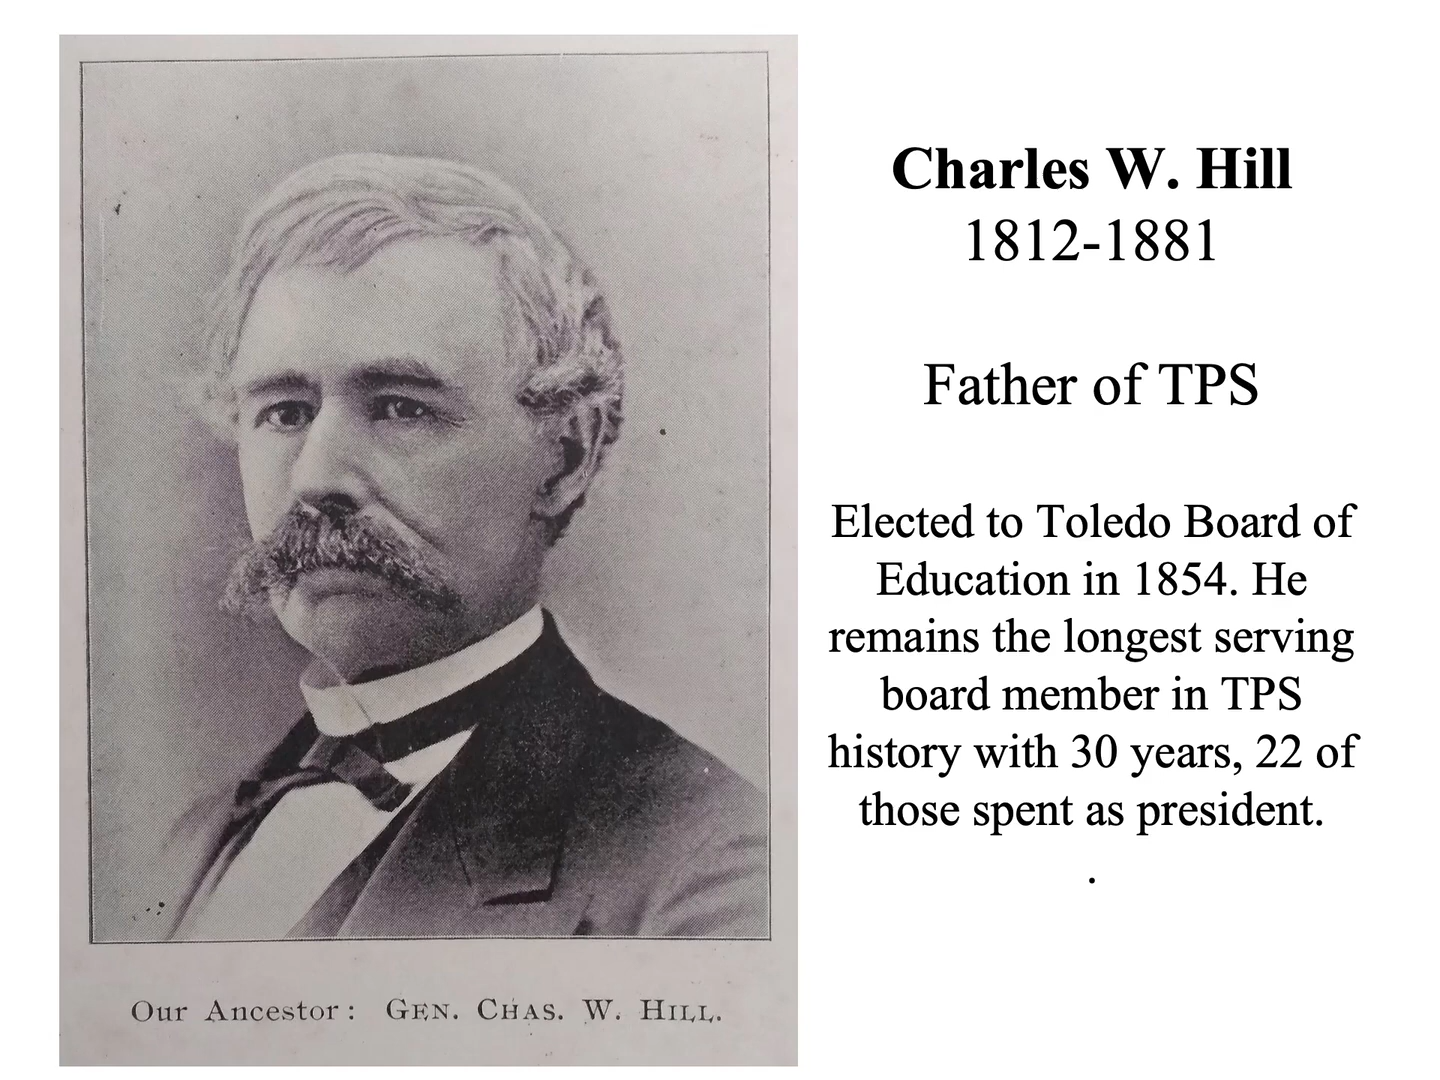 Charles W. Hill
1812-1881
Father of TPS
Elected to Toledo Board of
Education in 1854. He
remains the longest serving
board member in TPS
history with 30 years, 22 of
those spent as president.
.
Our Ancestor: GEN. CHAS. W. HILL.